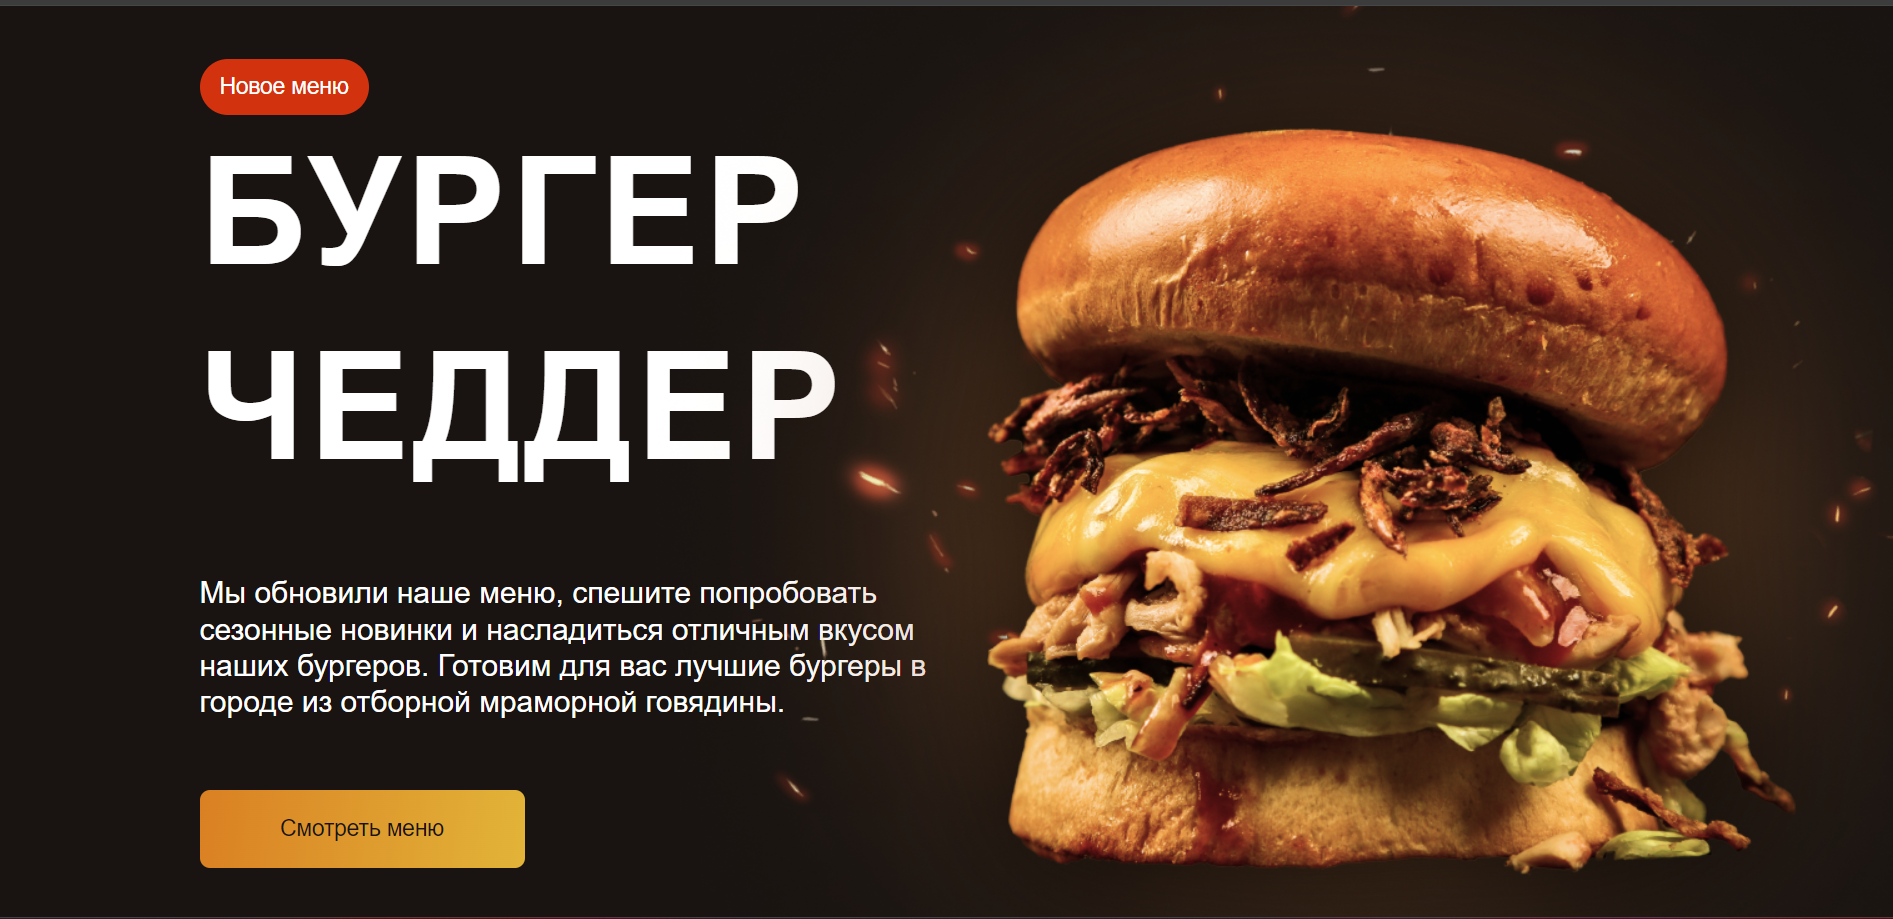 Новое меню
БУРГЕР
ЧЕДДЕР
Мы обновили наше меню, спешите попробовать
сезонные новинки и насладиться отличным вкусом
наших бургеров. Готовим для вас лучшие бургеры в
городе из отборной мраморной говядины.
Смотреть меню